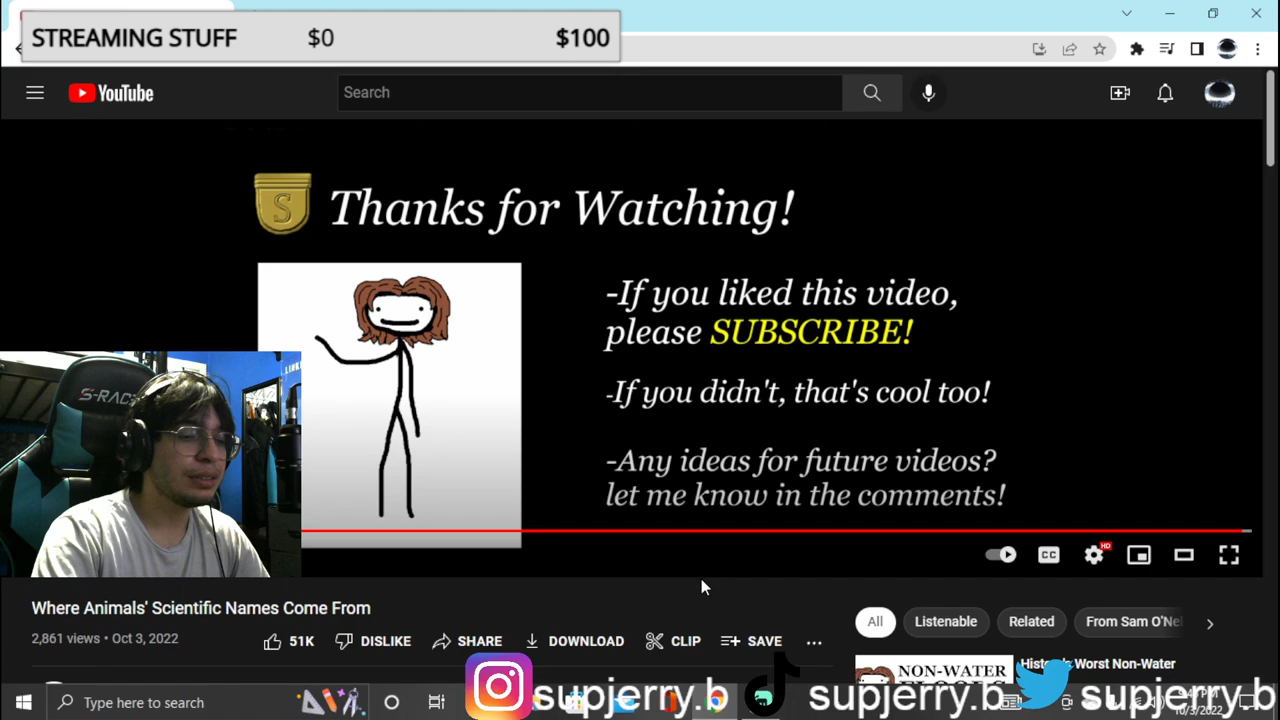 STREAMING STUFF $0 $100
YouTube
Search
S
Thanks for Watching!
-If you liked this video,
please SUBSCRIBE!
-If you didn't, that's cool too!
-Any ideas for future videos?
let me know in the comments!
S-RAC
CC
HD
Where Animals' Scientific Names Come From
2,861 views • Oct 3, 2022
51K DISLIKE SHARE DOWNLOAD CLIP SAVE
All Listenable Related From Sam O'Ne
NON-WATER
Worst Non-Water
Type here to search
supjerry.b supjerry.b supjerry.b
10/3/2022